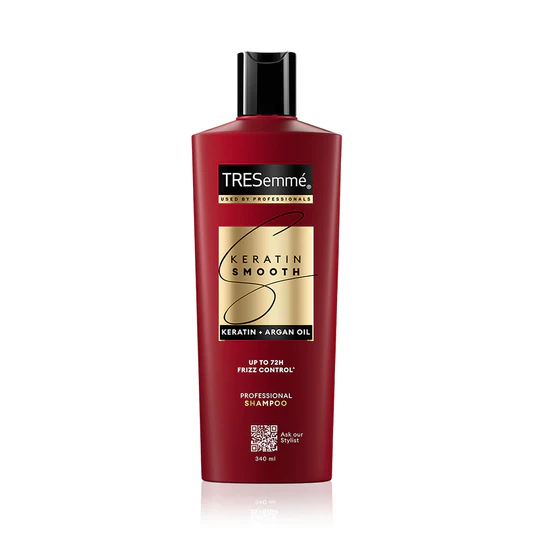 TRESemmé®
USED BY PROFESSIONALS
S
KERATIN
SMOOTH
KERATIN + ARGAN OIL
UP TO 72H
FRIZZ CONTROL^
PROFESSIONAL
SHAMPOO
Ask our
Stylist
340 ml